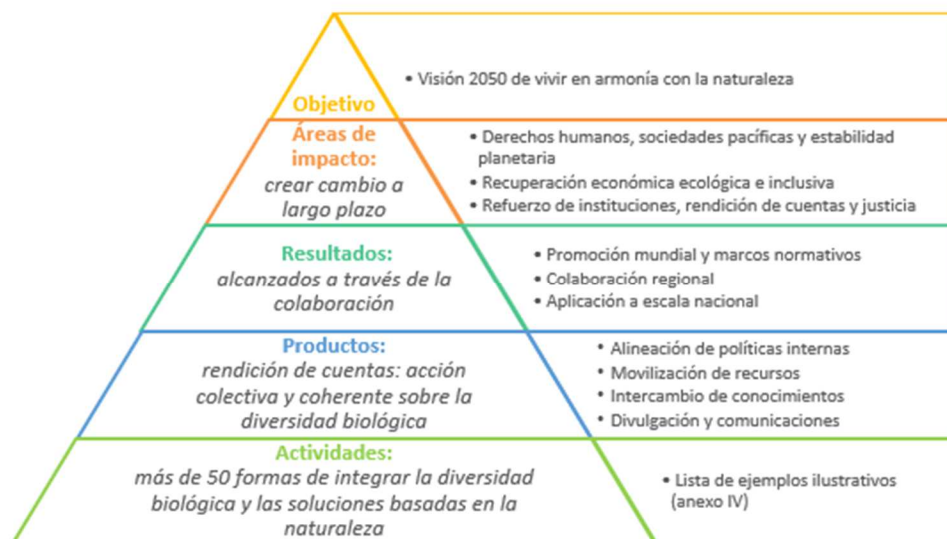 • Visión 2050 de vivir en armonía con la naturaleza
Objetivo
Áreas de
impacto:
crear cambio a
largo plazo
• Derechos humanos, sociedades pacíficas y estabilidad
planetaria
• Recuperación económica ecológica e inclusiva
• Refuerzo de instituciones, rendición de cuentas y justicia
Resultados:
alcanzados a través de la
colaboración
• Promoción mundial y marcos normativos
• Colaboración regional
• Aplicación a escala nacional
Productos:
rendición de cuentas: acción
colectiva y coherente sobre la
diversidad biológica
• Alineación de políticas internas
• Movilización de recursos
• Intercambio de conocimientos
• Divulgación y comunicaciones
Actividades:
más de 50 formas de integrar la diversidad
biológica y las soluciones basadas en la
naturaleza
• Lista de ejemplos ilustrativos
(anexo IV)